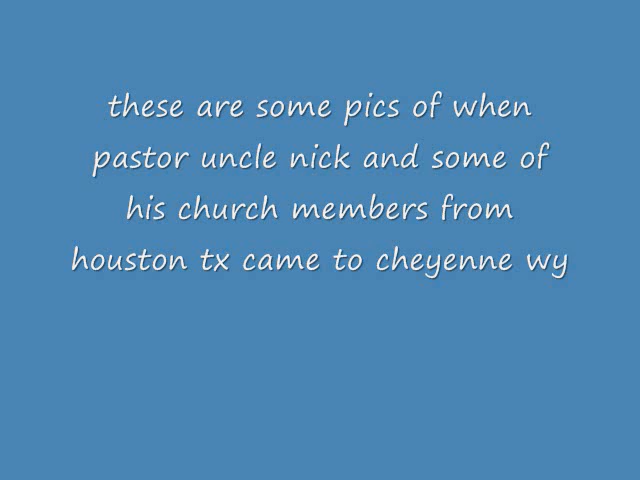 these are some pics of when
pastor uncle nick and some of
his church members from
houston tx came to cheyenne wy